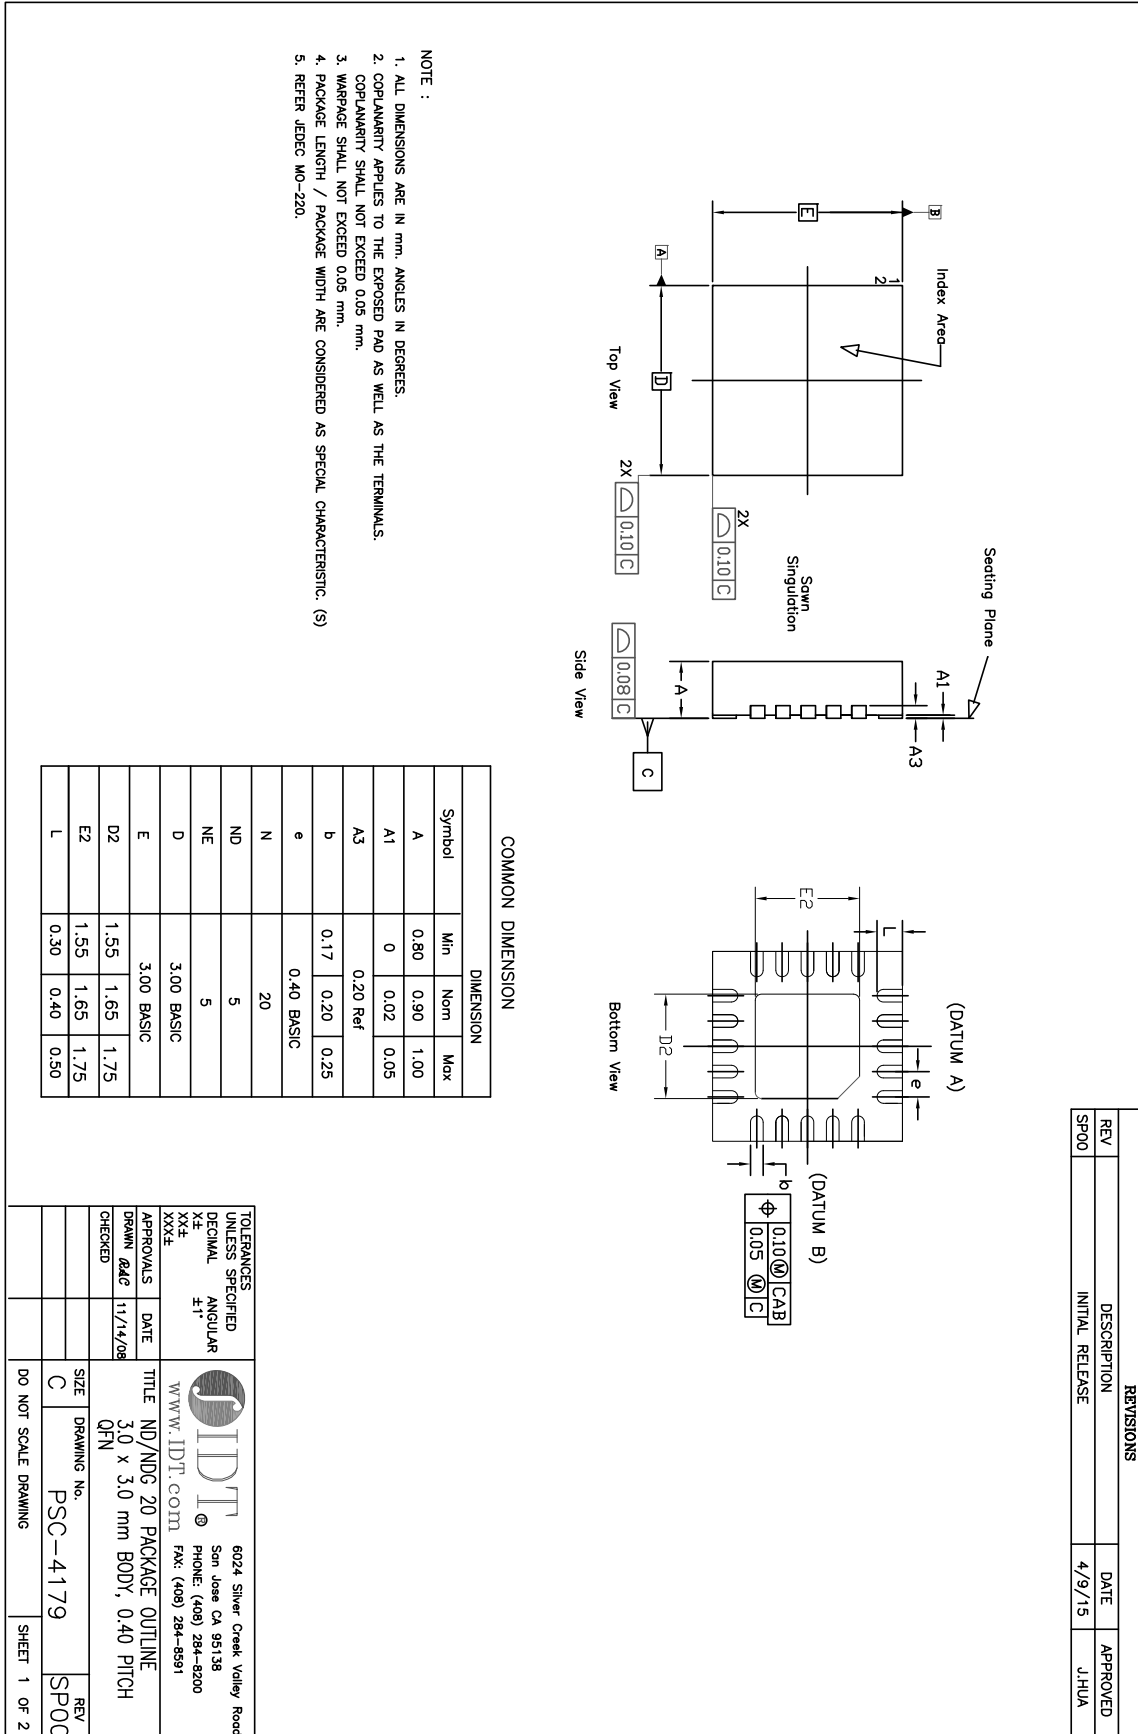 REVISIONS
REV DESCRIPTION DATE APPROVED
SP00 INITIAL RELEASE 4/9/15 J.HUA
Index Area
1
2
B
E
A
D
Top View
2X
0.10 C
2X
0.10 C
Sawn
Singulation
Seating Plane
A1
A3
A
0.08 C
C
Side View
(DATUM A)
(DATUM B)
E2
L
e
D2
b
0.10 M C A B
0.05 M C
Bottom View
NOTE :
1. ALL DIMENSIONS ARE IN mm. ANGLES IN DEGREES.
2. COPLANARITY APPLIES TO THE EXPOSED PAD AS WELL AS THE TERMINALS.
COPLANARITY SHALL NOT EXCEED 0.05 mm.
3. WARPAGE SHALL NOT EXCEED 0.05 mm.
4. PACKAGE LENGTH / PACKAGE WIDTH ARE CONSIDERED AS SPECIAL CHARACTERISTIC. (S)
5. REFER JEDEC MO-220.
COMMON DIMENSION
DIMENSION
Symbol Min Nom Max
A 0.80 0.90 1.00
A1 0 0.02 0.05
A3 0.20 Ref
b 0.17 0.20 0.25
e 0.40 BASIC
N 20
ND 5
NE 5
D 3.00 BASIC
E 3.00 BASIC
D2 1.55 1.65 1.75
E2 1.55 1.65 1.75
L 0.30 0.40 0.50
TOLERANCES
UNLESS SPECIFIED
DECIMAL ANGULAR
X± ±1°
XX±
XXX±
APPROVALS DATE
DRAWN RAC 11/14/08
CHECKED
IDT®
www.IDT.com
6024 Silver Creek Valley Road
San Jose CA 95138
PHONE: (408) 284-8200
FAX: (408) 284-8591
TITLE ND/NDG 20 PACKAGE OUTLINE
3.0 x 3.0 mm BODY, 0.40 PITCH
QFN
SIZE DRAWING No. REV
C PSC-4179 SP00
DO NOT SCALE DRAWING SHEET 1 OF 2